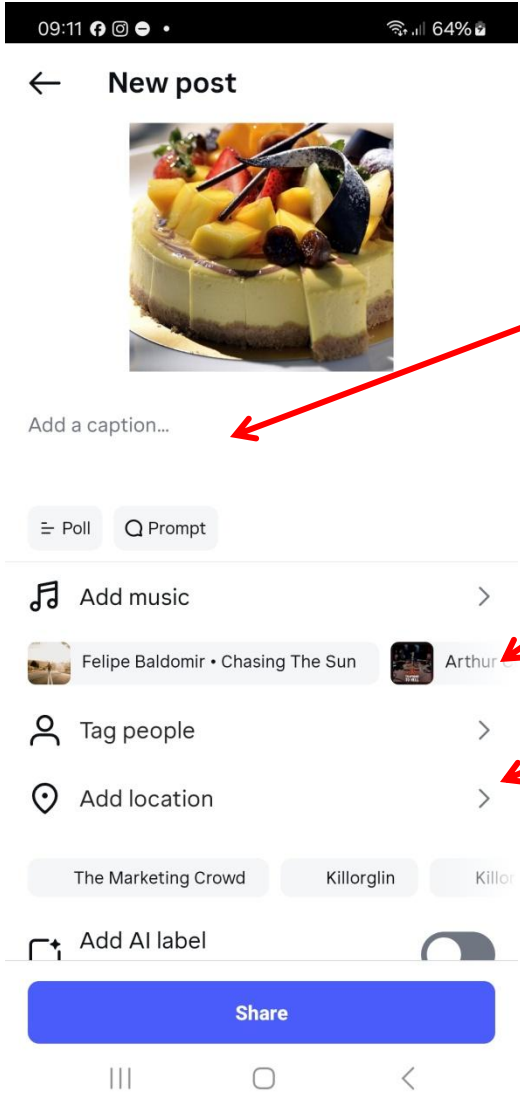 09:11 64%
New post
Add a caption...
Poll Prompt
Add music
Felipe Baldomir • Chasing The Sun Arthur
Tag people
Add location
The Marketing Crowd Killorglin Killor
Add AI label
Share